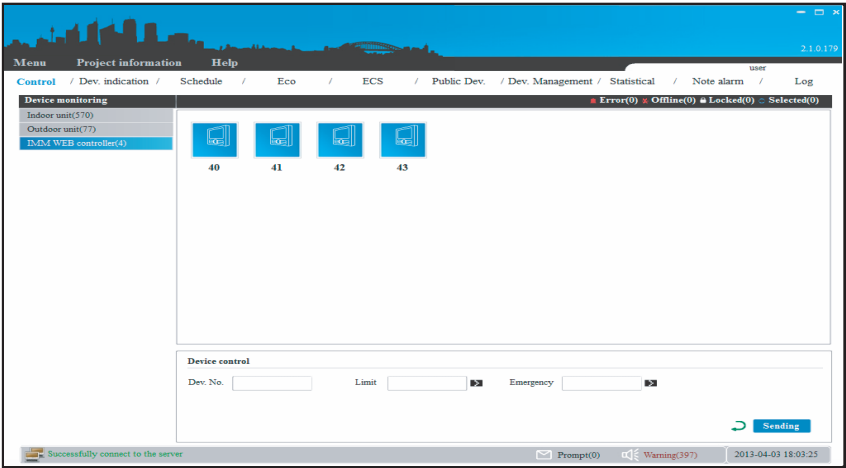 2.1.0.179
Menu Project information Help
user
Control / Dev. indication / Schedule / Eco / ECS / Public Dev. / Dev. Management / Statistical / Note alarm / Log
Device monitoring Error(0) Offline(0) Locked(0) Selected(0)
Indoor unit(570)
Outdoor unit(77)
IMM WEB controller(4)
40 41 42 43
Device control
Dev. No. Limit Emergency
Sending
Successfully connect to the server Prompt(0) Warning(397) 2013-04-03 18:03:25